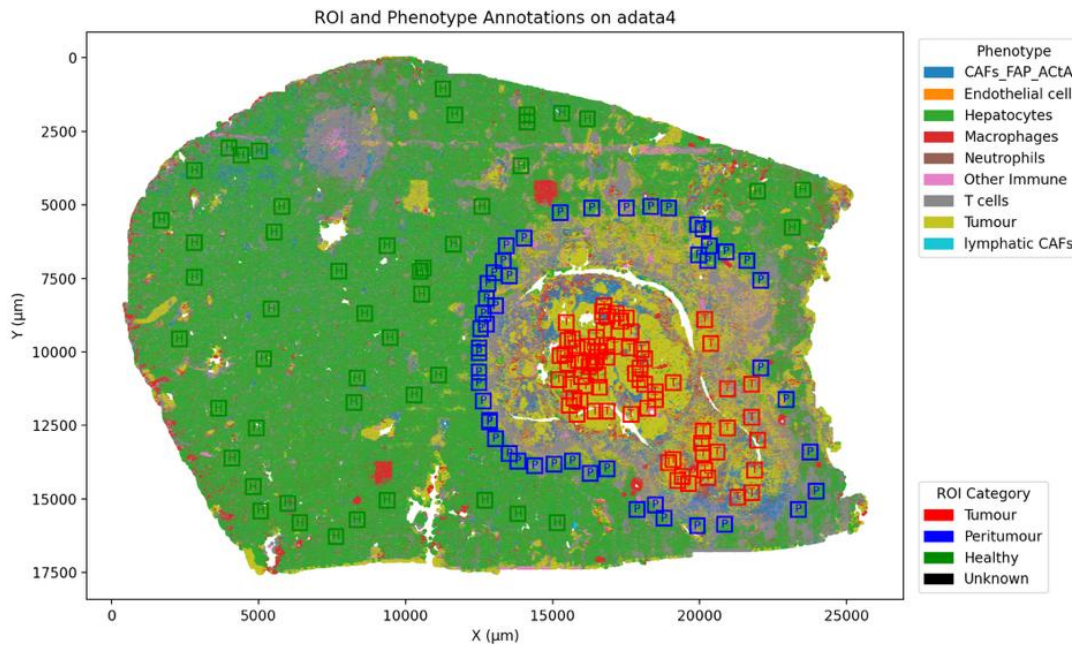 ROI and Phenotype Annotations on adata4
Phenotype
CAFs_FAP_ACtA
Endothelial cell
Hepatocytes
Macrophages
Neutrophils
Other Immune
T cells
Tumour
lymphatic CAFs
ROI Category
Tumour
Peritumour
Healthy
Unknown
Y (µm)
0
2500
5000
7500
10000
12500
15000
17500
0 5000 10000 15000 20000 25000
X (µm)